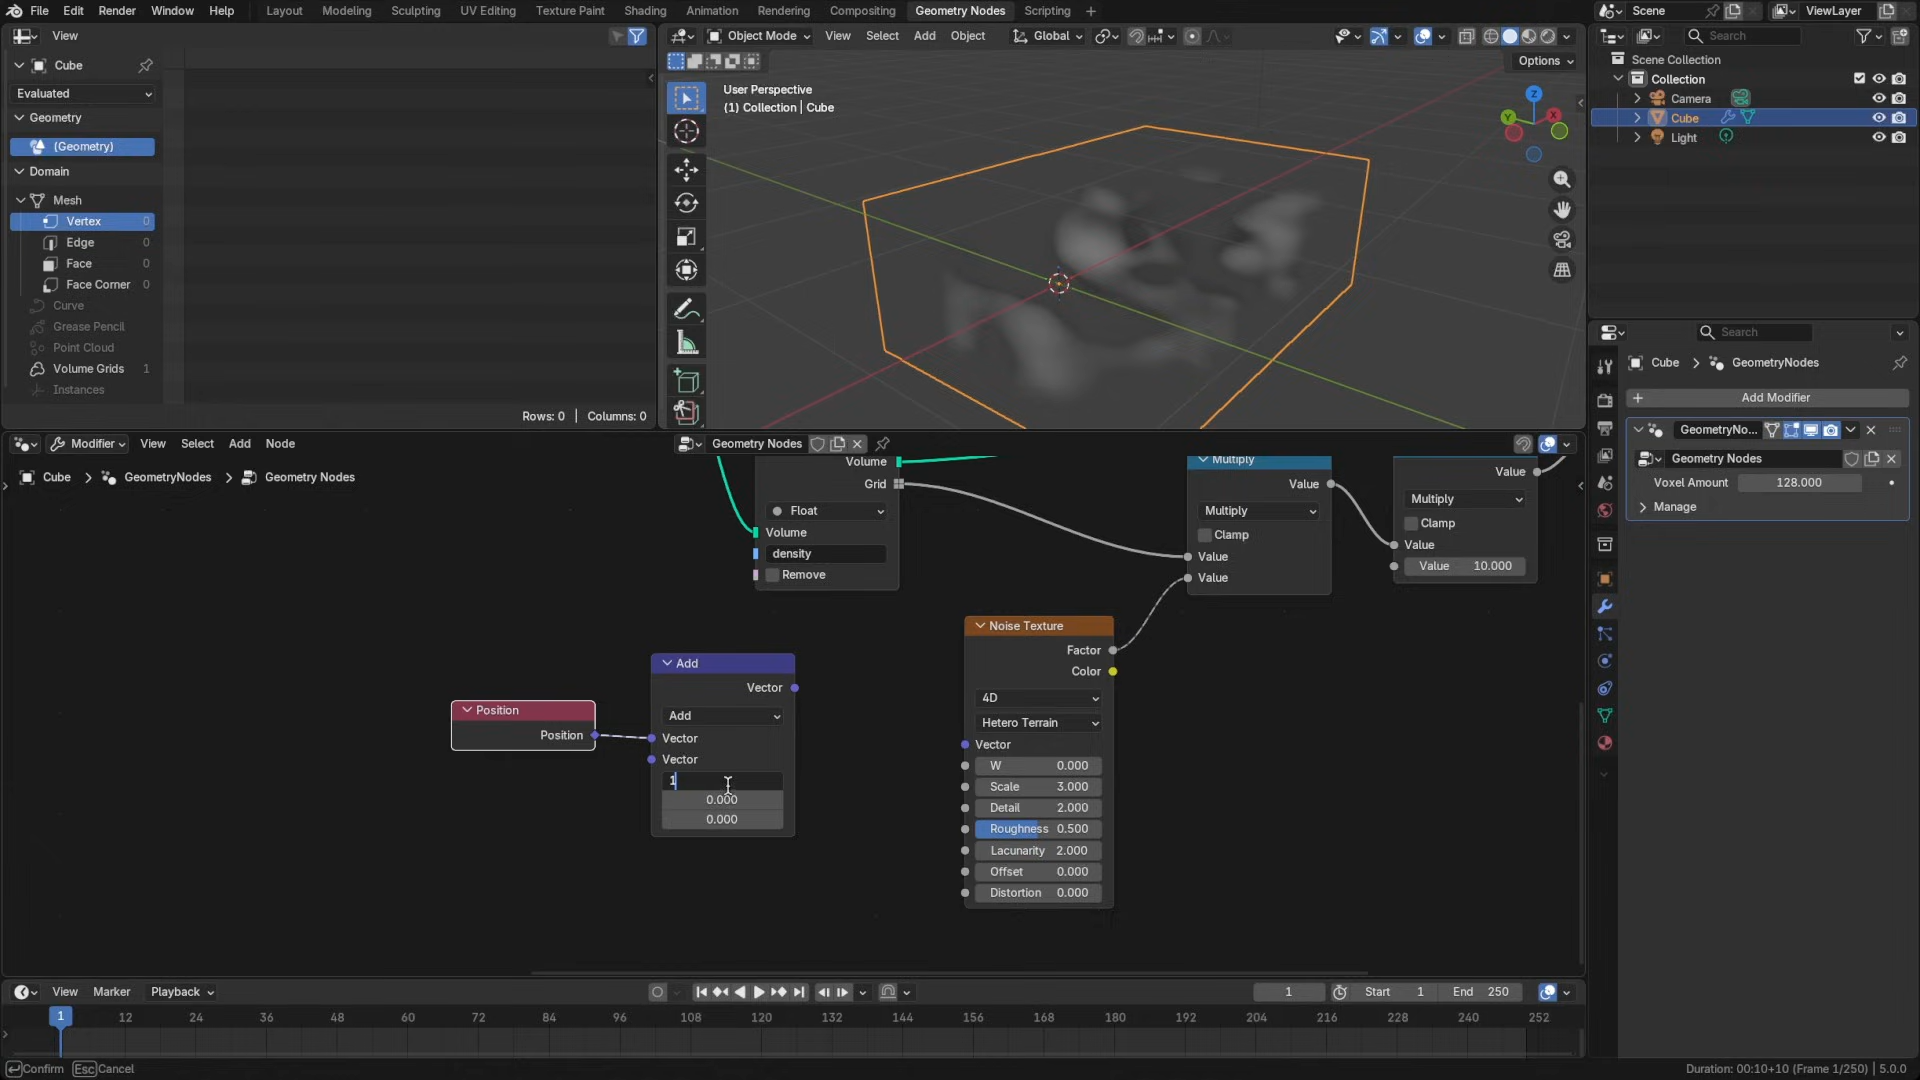 File Edit Render Window Help Layout Modeling Sculpting UV Editing Texture Paint Shading Animation Rendering Compositing Geometry Nodes Scripting + Scene ViewLayer
View
Cube
Evaluated
Geometry
(Geometry)
Domain
Mesh
Vertex 0
Edge 0
Face 0
Face Corner 0
Curve
Grease Pencil
Point Cloud
Volume Grids 1
Instances
Rows: 0 | Columns: 0
Object Mode View Select Add Object Global
Options
User Perspective
(1) Collection | Cube
Z
Y
X
Search
Scene Collection
Collection
Camera
Cube
Light
Search
Cube > GeometryNodes
+ Add Modifier
GeometryNo...
Geometry Nodes
Voxel Amount 128.000
Manage
Modifier View Select Add Node Geometry Nodes
Cube > GeometryNodes > Geometry Nodes
Volume
Grid
Float
Volume
density
Remove
Multiply
Value
Multiply
Clamp
Value
Value
Value
Multiply
Clamp
Value
Value 10.000
Position
Position
Add
Vector
Add
Vector
Vector
1
0.000
0.000
Noise Texture
Factor
Color
4D
Hetero Terrain
Vector
W 0.000
Scale 3.000
Detail 2.000
Roughness 0.500
Lacunarity 2.000
Offset 0.000
Distortion 0.000
View Marker Playback 1 Start 1 End 250
1 12 24 36 48 60 72 84 96 108 120 132 144 156 168 180 192 204 216 228 240 252
Confirm Esc Cancel Duration: 00:10+10 (Frame 1/250) | 5.0.0